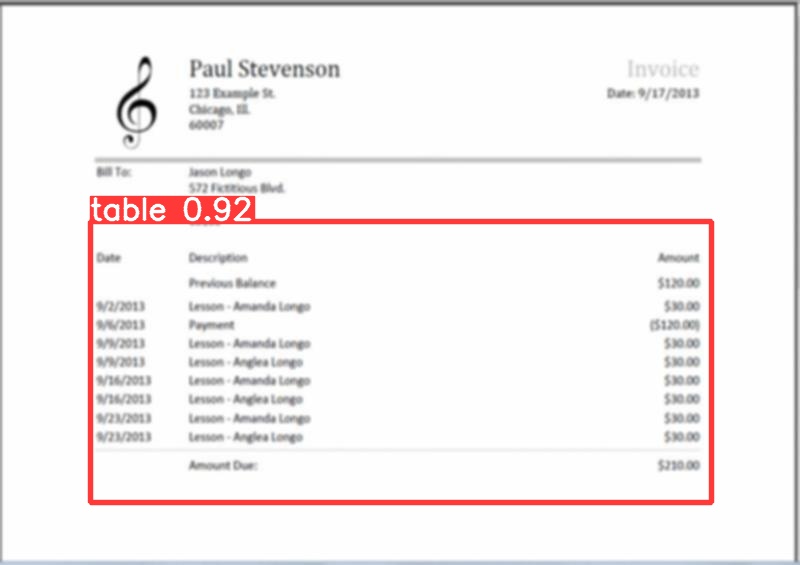 Paul Stevenson
Invoice
123 Example St.
Date: 9/17/2013
Chicago, Ill.
60007
Bill To: Jason Longo
572 Fictitious Blvd.
table 0.92
Date Description Amount
Previous Balance $120.00
9/2/2013 Lesson - Amanda Longo $30.00
9/6/2013 Payment ($120.00)
9/9/2013 Lesson - Amanda Longo $30.00
9/9/2013 Lesson - Anglea Longo $30.00
9/16/2013 Lesson - Amanda Longo $30.00
9/16/2013 Lesson - Anglea Longo $30.00
9/23/2013 Lesson - Amanda Longo $30.00
9/23/2013 Lesson - Anglea Longo $30.00
Amount Due: $210.00